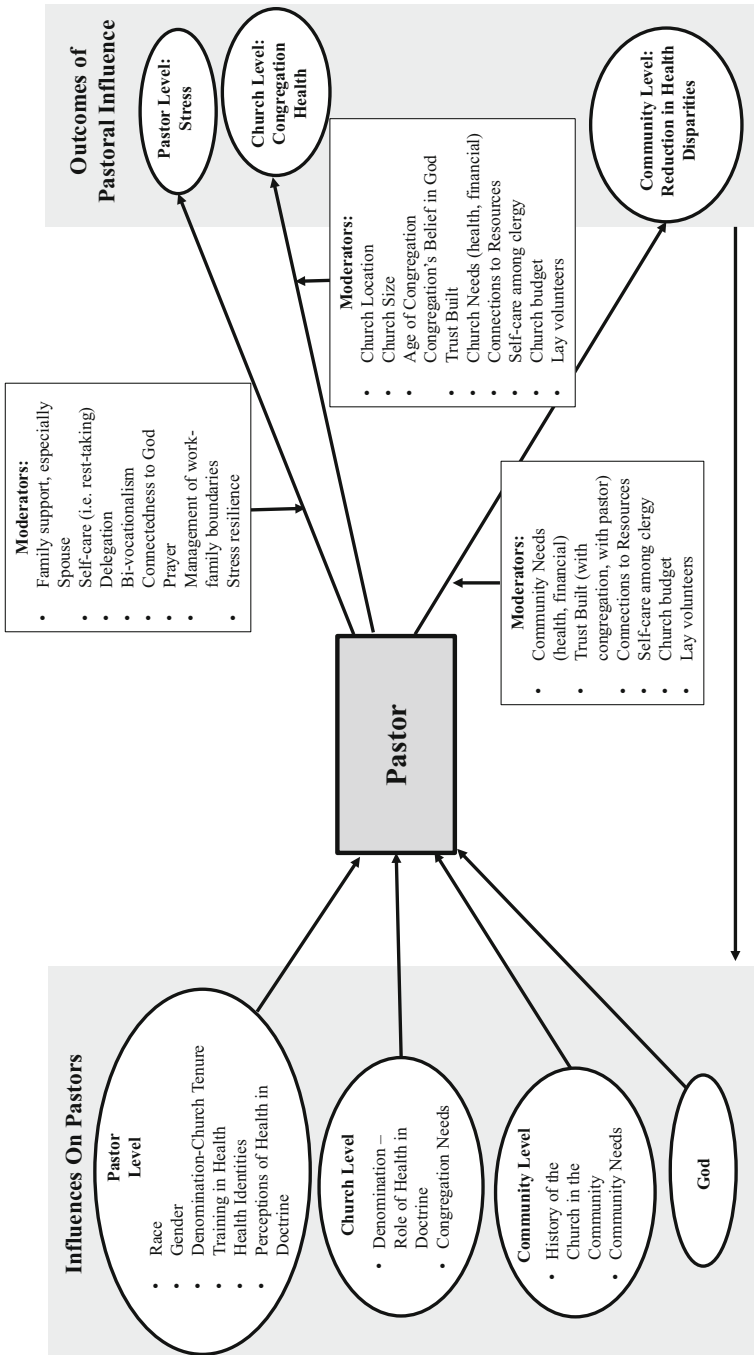 Influences On Pastors
Pastor
Level
• Race
• Gender
• Denomination-Church Tenure
• Training in Health
• Health Identities
• Perceptions of Health in
Doctrine
Church Level
• Denomination –
Role of Health in
Doctrine
• Congregation Needs
Community Level
• History of the
Church in the
Community
• Community Needs
God
Pastor
Moderators:
• Family support, especially
Spouse
• Self-care (i.e. rest-taking)
• Delegation
• Bi-vocationalism
• Connectedness to God
• Prayer
• Management of work-
family boundaries
• Stress resilience
Moderators:
• Church Location
• Church Size
• Age of Congregation
Congregation's Belief in God
• Trust Built
• Church Needs (health, financial)
• Connections to Resources
• Self-care among clergy
• Church budget
• Lay volunteers
Moderators:
• Community Needs
(health, financial)
• Trust Built (with
congregation, with pastor)
• Connections to Resources
• Self-care among clergy
• Church budget
• Lay volunteers
Outcomes of
Pastoral Influence
Pastor Level:
Stress
Church Level:
Congregation
Health
Community Level:
Reduction in Health
Disparities